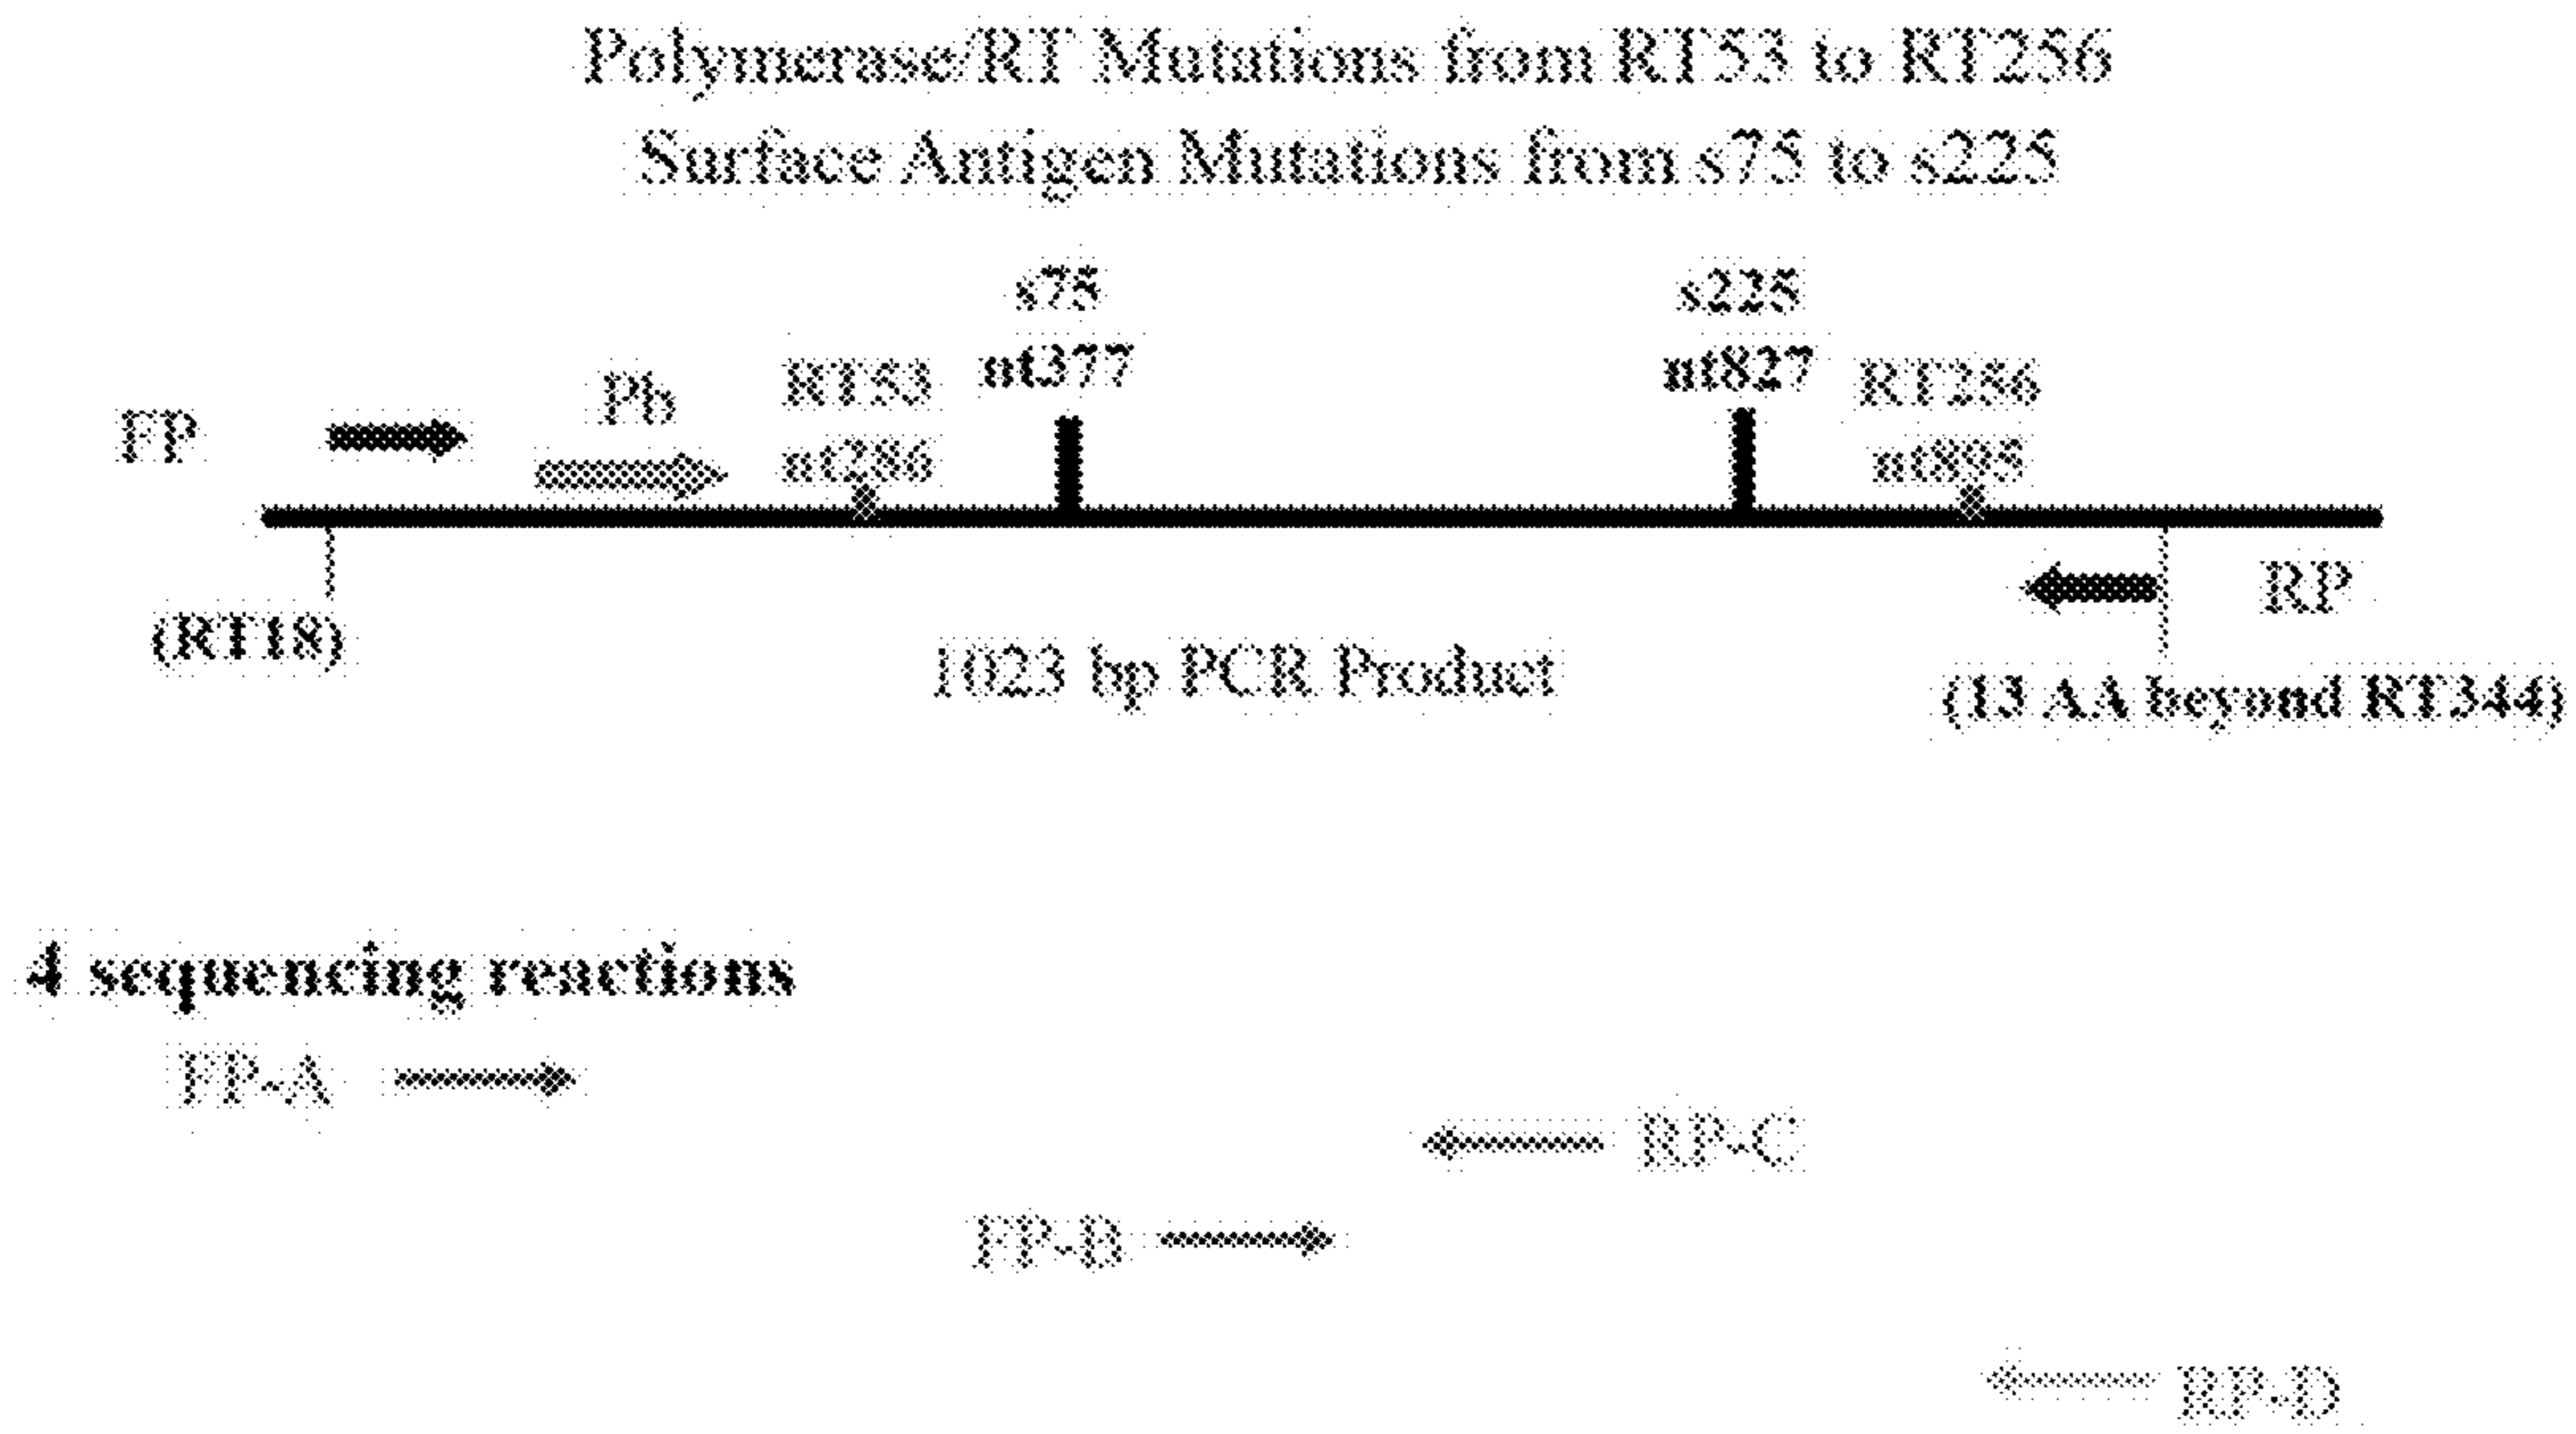 Polymerase/RT Mutations from RT53 to RT256
Surface Antigen Mutations from s75 to s225
s75
nt377
s225
nt827
FP
Pb
RT53
nt286
RT256
nt895
(RT18)
RP
1023 bp PCR Product
(13 AA beyond RT344)
4 sequencing reactions
FP-A
RP-C
FP-B
RP-D